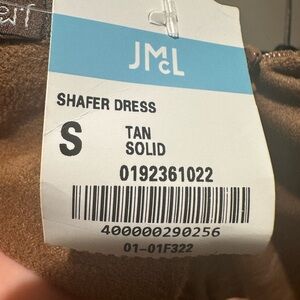 JMcL
SHAFER DRESS
S
TAN
SOLID
0192361022
400000290256
01-01F322